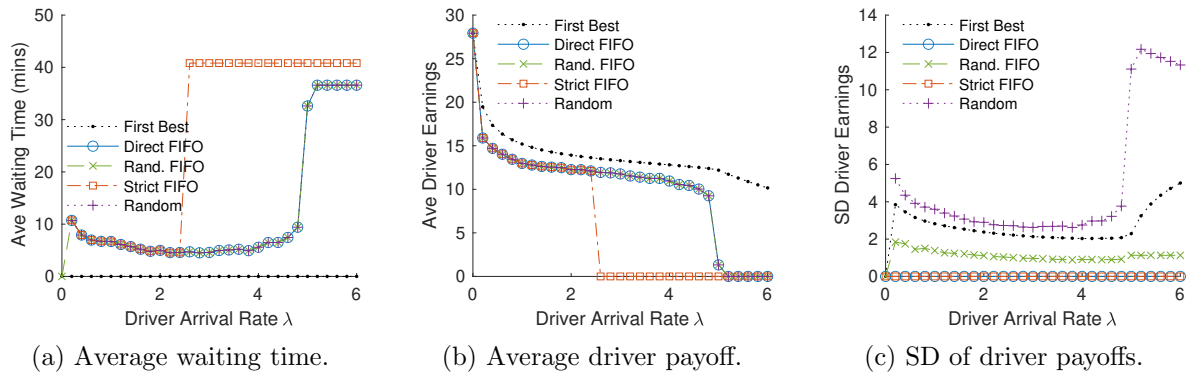 50
40
30
20
10
0
0
2
4
6
Ave Waiting Time (mins)
Driver Arrival Rate λ
First Best
Direct FIFO
Rand. FIFO
Strict FIFO
Random
(a) Average waiting time.
30
25
20
15
10
5
0
0
2
4
6
Ave Driver Earnings
Driver Arrival Rate λ
First Best
Direct FIFO
Rand. FIFO
Strict FIFO
Random
(b) Average driver payoff.
14
12
10
8
6
4
2
0
0
2
4
6
SD Driver Earnings
Driver Arrival Rate λ
First Best
Direct FIFO
Rand. FIFO
Strict FIFO
Random
(c) SD of driver payoffs.